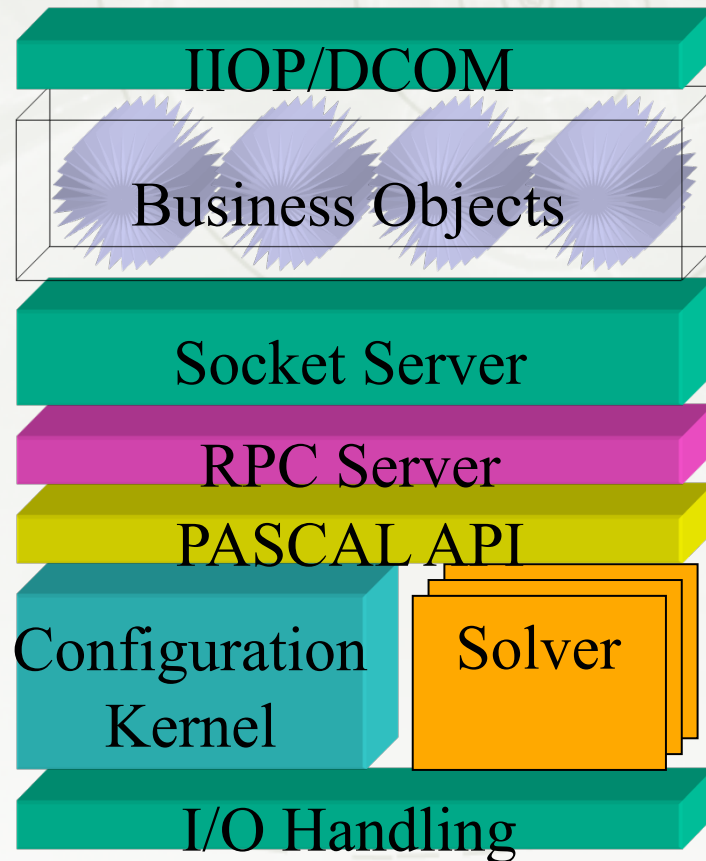 IIOP/DCOM
Business Objects
Socket Server
RPC Server
PASCAL API
Configuration
Kernel
Solver
I/O Handling